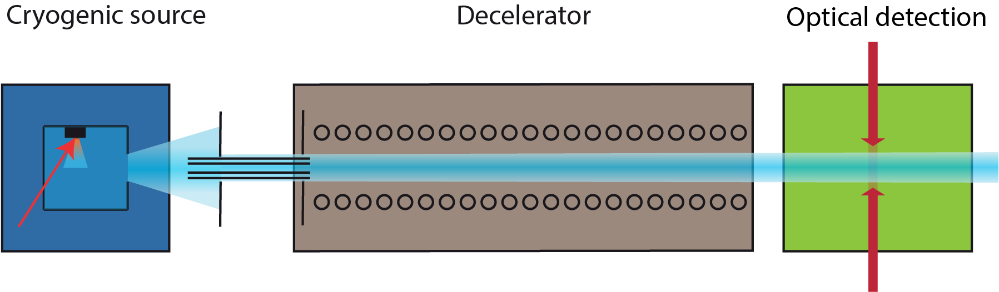 Cryogenic source
Decelerator
Optical detection